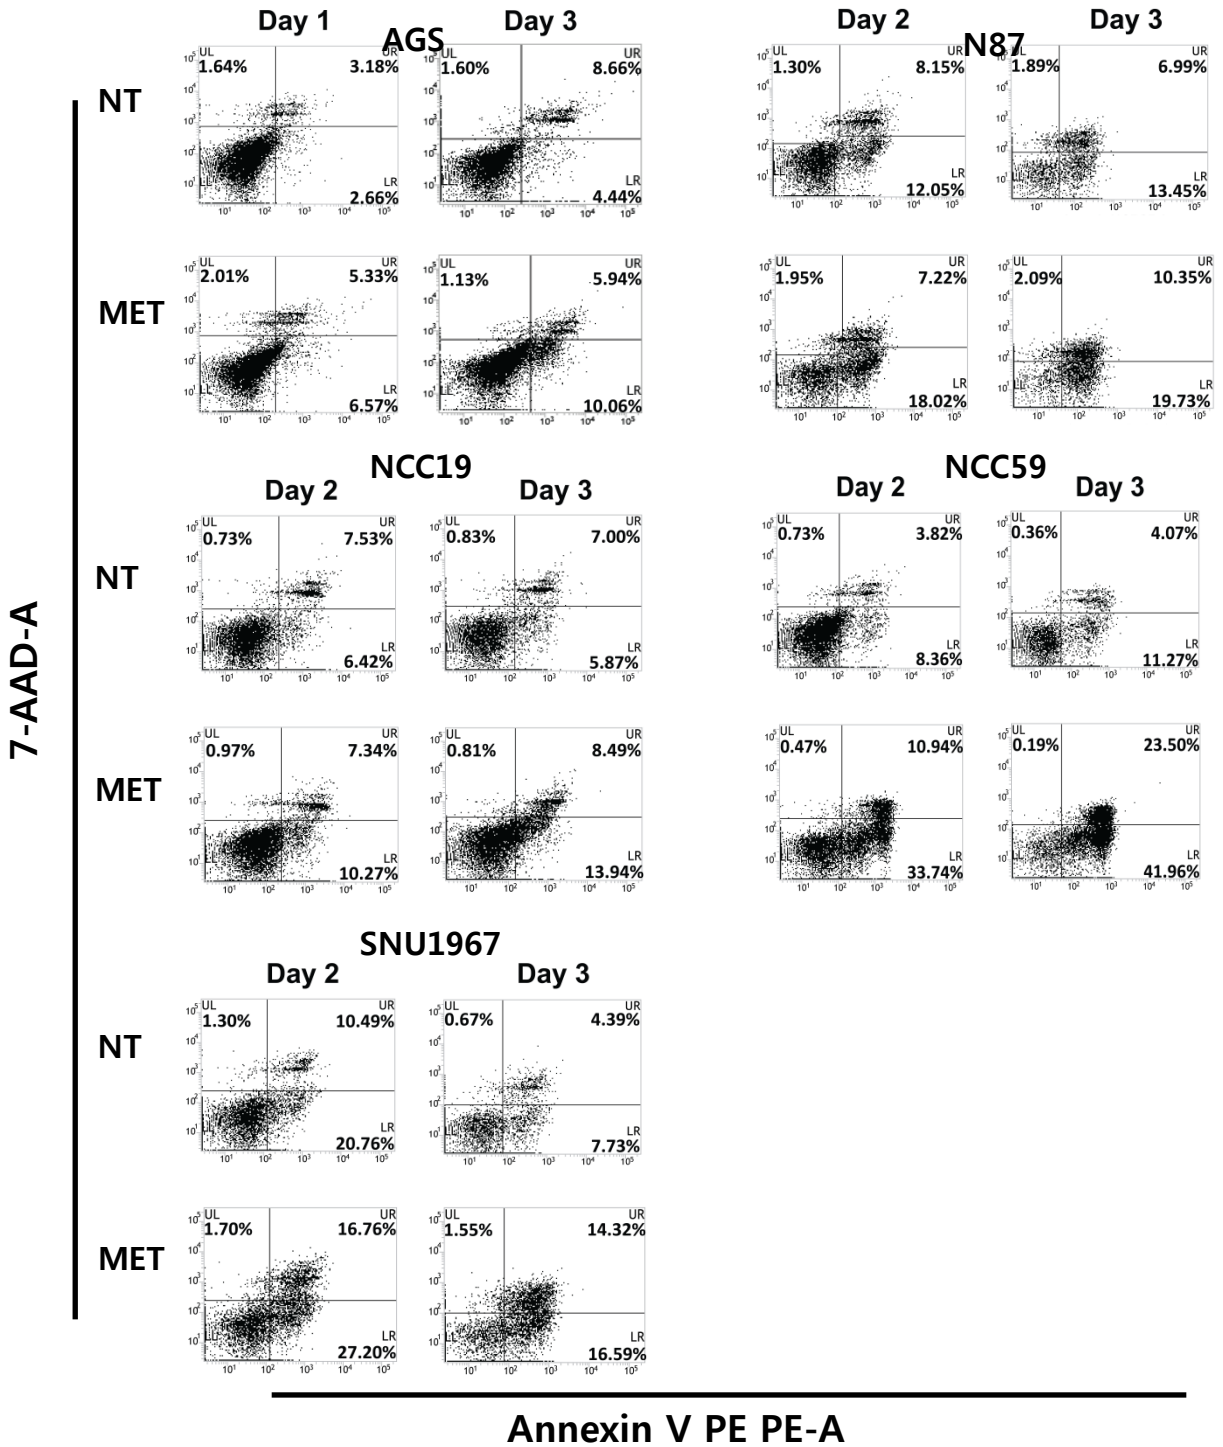 Day 1
Day 3
AGS
Day 2
Day 3
N87
NT
UL
UR
1.64%
3.18%
LR
2.66%
UL
1.60%
8.66%
LR
4.44%
UL
UR
1.30%
8.15%
LR
12.05%
UL
UR
1.89%
6.99%
LR
13.45%
MET
UL
UR
2.01%
5.33%
LL
LR
6.57%
UL
UR
1.13%
5.94%
LL
LR
10.06%
UL
UR
1.95%
7.22%
LL
LR
18.02%
UL
UR
2.09%
10.35%
LL
LR
19.73%
NCC19
Day 2
Day 3
NCC59
Day 2
Day 3
NT
UL
UR
0.73%
7.53%
LR
6.42%
UL
UR
0.83%
7.00%
LR
5.87%
UL
UR
0.73%
3.82%
LR
8.36%
UL
UR
0.36%
4.07%
LR
11.27%
MET
UL
UR
0.97%
7.34%
LR
10.27%
UL
UR
0.81%
8.49%
LR
13.94%
UL
UR
0.47%
10.94%
LR
33.74%
UL
UR
0.19%
23.50%
LR
41.96%
SNU1967
Day 2
Day 3
NT
UL
UR
1.30%
10.49%
LR
20.76%
UL
UR
0.67%
4.39%
LL
LR
7.73%
MET
UL
UR
1.70%
16.76%
LR
27.20%
UL
UR
1.55%
14.32%
LL
LR
16.59%
7-AAD-A
Annexin V PE PE-A